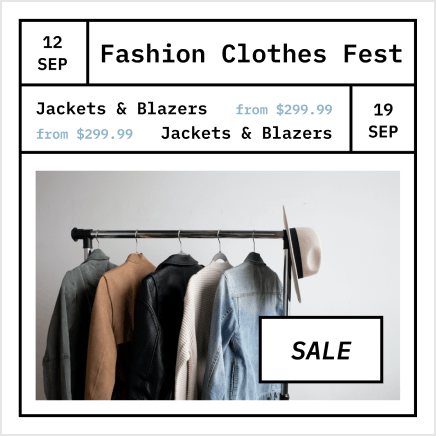 12
SEP
Fashion Clothes Fest
Jackets & Blazers from $299.99
from $299.99 Jackets & Blazers
19
SEP
SALE